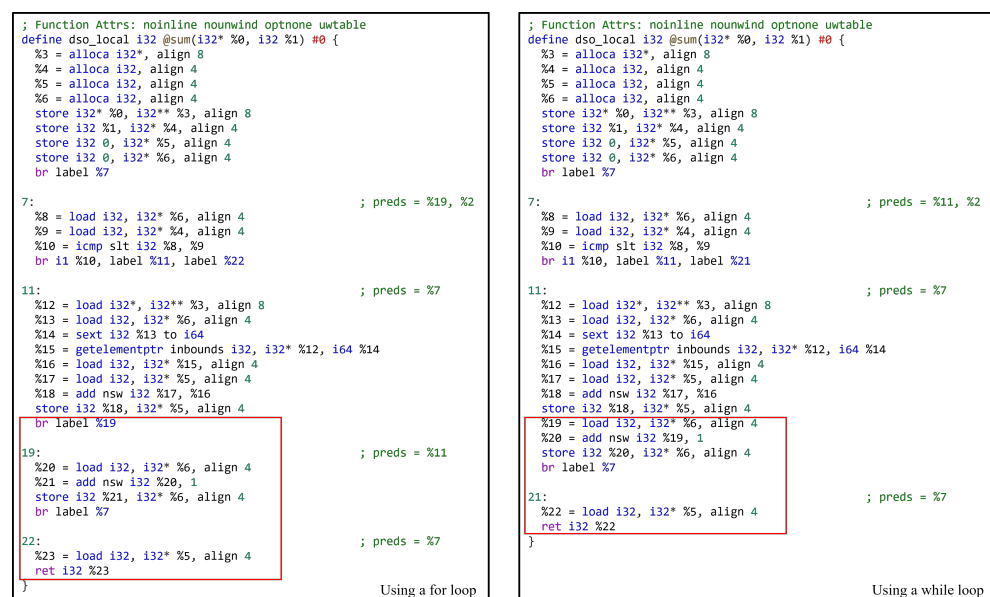 ; Function Attrs: noinline nounwind optnone uwtable
define dso_local i32 @sum(i32* %0, i32 %1) #0 {
%3 = alloca i32*, align 8
%4 = alloca i32, align 4
%5 = alloca i32, align 4
%6 = alloca i32, align 4
store i32* %0, i32** %3, align 8
store i32 %1, i32* %4, align 4
store i32 0, i32* %5, align 4
store i32 0, i32* %6, align 4
br label %7
7: ; preds = %19, %2
%8 = load i32, i32* %6, align 4
%9 = load i32, i32* %4, align 4
%10 = icmp slt i32 %8, %9
br i1 %10, label %11, label %22
11: ; preds = %7
%12 = load i32*, i32** %3, align 8
%13 = load i32, i32* %6, align 4
%14 = sext i32 %13 to i64
%15 = getelementptr inbounds i32, i32* %12, i64 %14
%16 = load i32, i32* %15, align 4
%17 = load i32, i32* %5, align 4
%18 = add nsw i32 %17, %16
store i32 %18, i32* %5, align 4
br label %19
19: ; preds = %11
%20 = load i32, i32* %6, align 4
%21 = add nsw i32 %20, 1
store i32 %21, i32* %6, align 4
br label %7
22: ; preds = %7
%23 = load i32, i32* %5, align 4
ret i32 %23
}
Using a for loop
; Function Attrs: noinline nounwind optnone uwtable
define dso_local i32 @sum(i32* %0, i32 %1) #0 {
%3 = alloca i32*, align 8
%4 = alloca i32, align 4
%5 = alloca i32, align 4
%6 = alloca i32, align 4
store i32* %0, i32** %3, align 8
store i32 %1, i32* %4, align 4
store i32 0, i32* %5, align 4
store i32 0, i32* %6, align 4
br label %7
7: ; preds = %11, %2
%8 = load i32, i32* %6, align 4
%9 = load i32, i32* %4, align 4
%10 = icmp slt i32 %8, %9
br i1 %10, label %11, label %21
11: ; preds = %7
%12 = load i32*, i32** %3, align 8
%13 = load i32, i32* %6, align 4
%14 = sext i32 %13 to i64
%15 = getelementptr inbounds i32, i32* %12, i64 %14
%16 = load i32, i32* %15, align 4
%17 = load i32, i32* %5, align 4
%18 = add nsw i32 %17, %16
store i32 %18, i32* %5, align 4
%19 = load i32, i32* %6, align 4
%20 = add nsw i32 %19, 1
store i32 %20, i32* %6, align 4
br label %7
21: ; preds = %7
%22 = load i32, i32* %5, align 4
ret i32 %22
}
Using a while loop